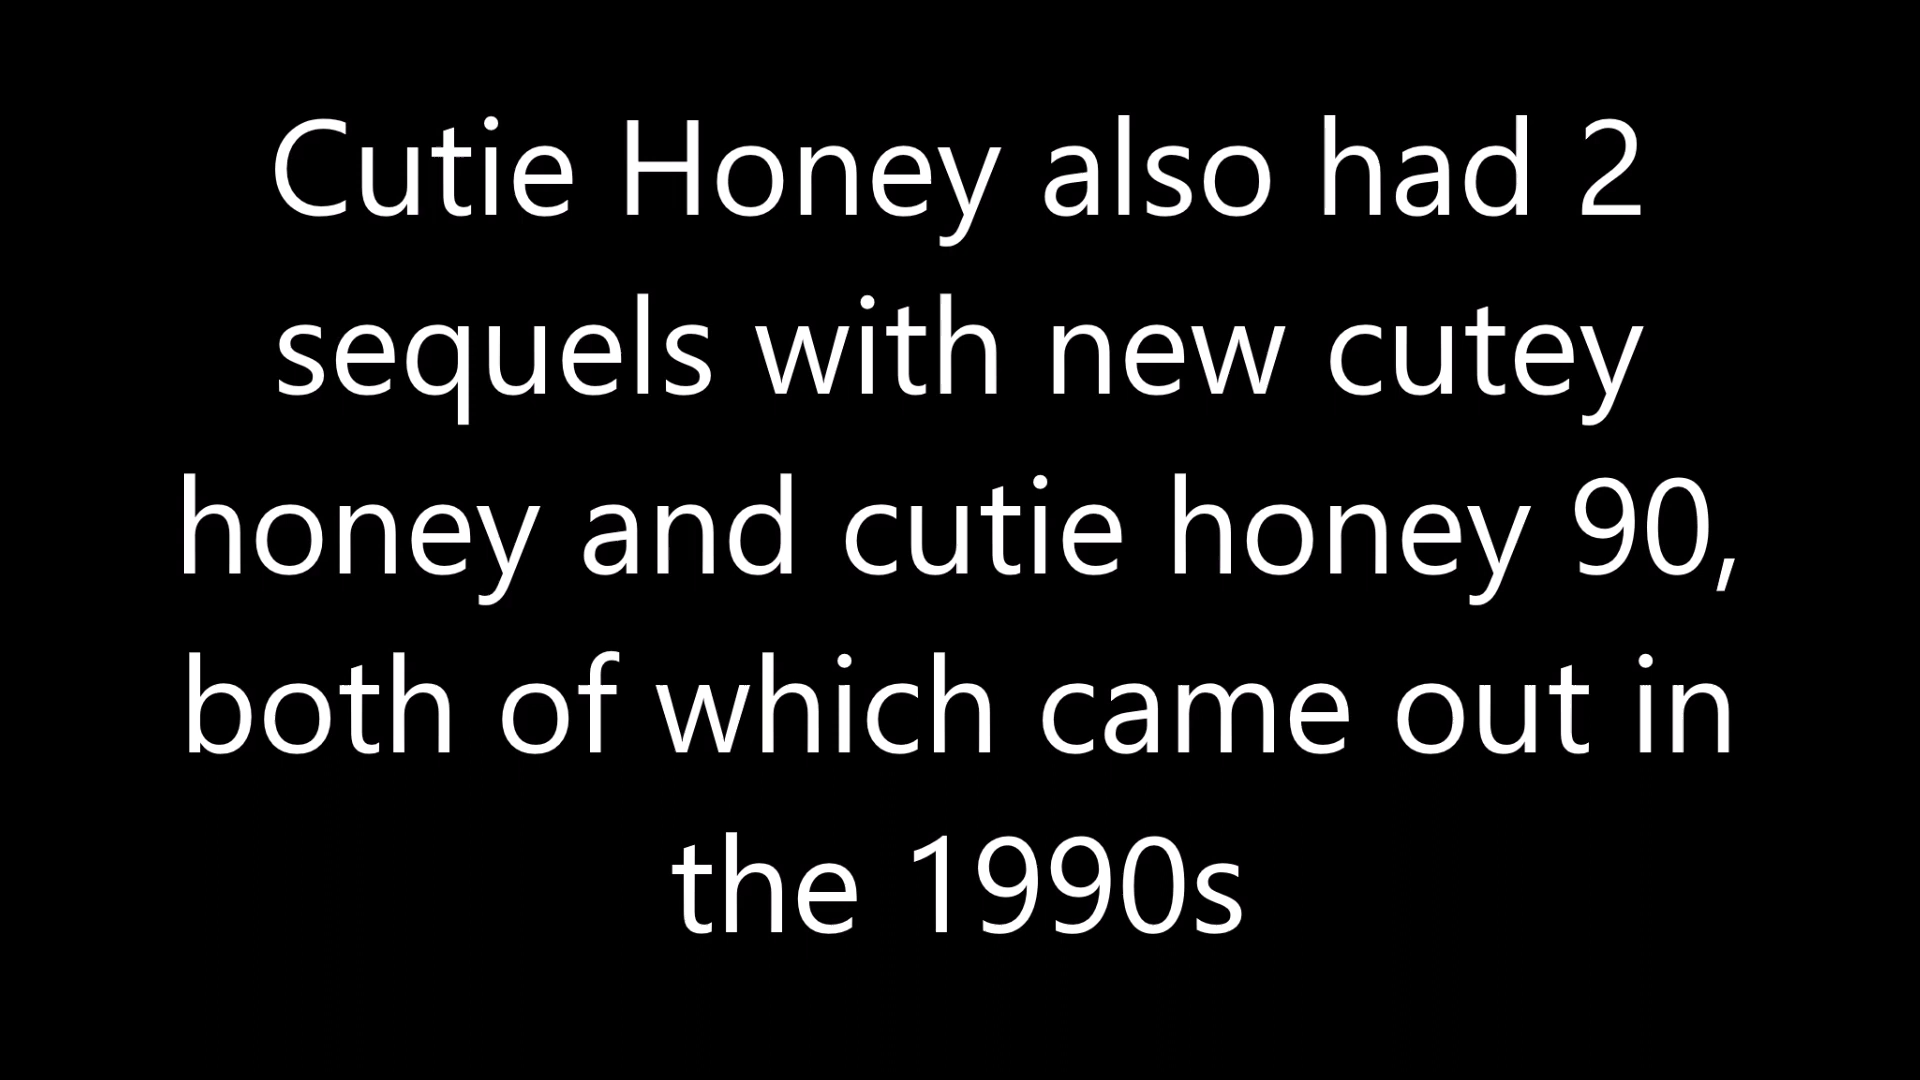 Cutie Honey also had 2
sequels with new cutey
honey and cutie honey 90,
both of which came out in
the 1990s